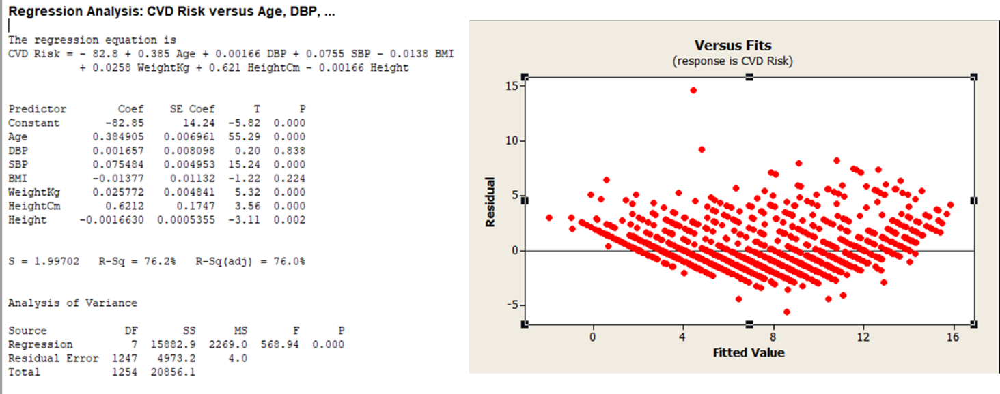 Regression Analysis: CVD Risk versus Age, DBP, ...
The regression equation is
CVD Risk = - 82.8 + 0.385 Age + 0.00166 DBP + 0.0755 SBP - 0.0138 BMI
+ 0.0258 WeightKg + 0.621 HeightCm - 0.00166 Height
Predictor Coef SE Coef T P
Constant -82.85 14.24 -5.82 0.000
Age 0.384905 0.006961 55.29 0.000
DBP 0.001657 0.008098 0.20 0.838
SBP 0.075484 0.004953 15.24 0.000
BMI -0.01377 0.01132 -1.22 0.224
WeightKg 0.025772 0.004841 5.32 0.000
HeightCm 0.6212 0.1747 3.56 0.000
Height -0.0016630 0.0005355 -3.11 0.002
S = 1.99702 R-Sq = 76.2% R-Sq(adj) = 76.0%
Analysis of Variance
Source DF SS MS F P
Regression 7 15882.9 2269.0 568.94 0.000
Residual Error 1247 4973.2 4.0
Total 1254 20856.1
Versus Fits
(response is CVD Risk)
15
10
5
0
-5
Residual
0 4 8 12 16
Fitted Value